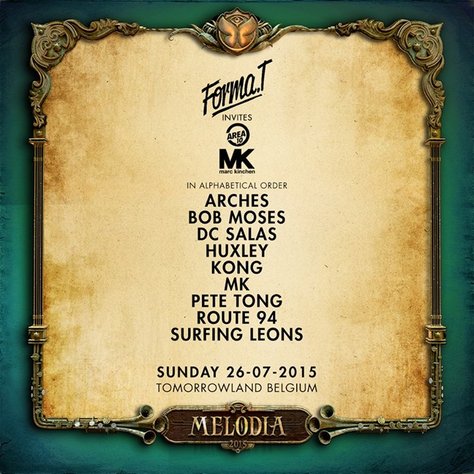 Forma.T
INVITES
AREA
10
MK
marc kinchen
IN ALPHABETICAL ORDER
ARCHES
BOB MOSES
DC SALAS
HUXLEY
KONG
MK
PETE TONG
ROUTE 94
SURFING LEONS
SUNDAY 26-07-2015
TOMORROWLAND BELGIUM
MELODIA
2015